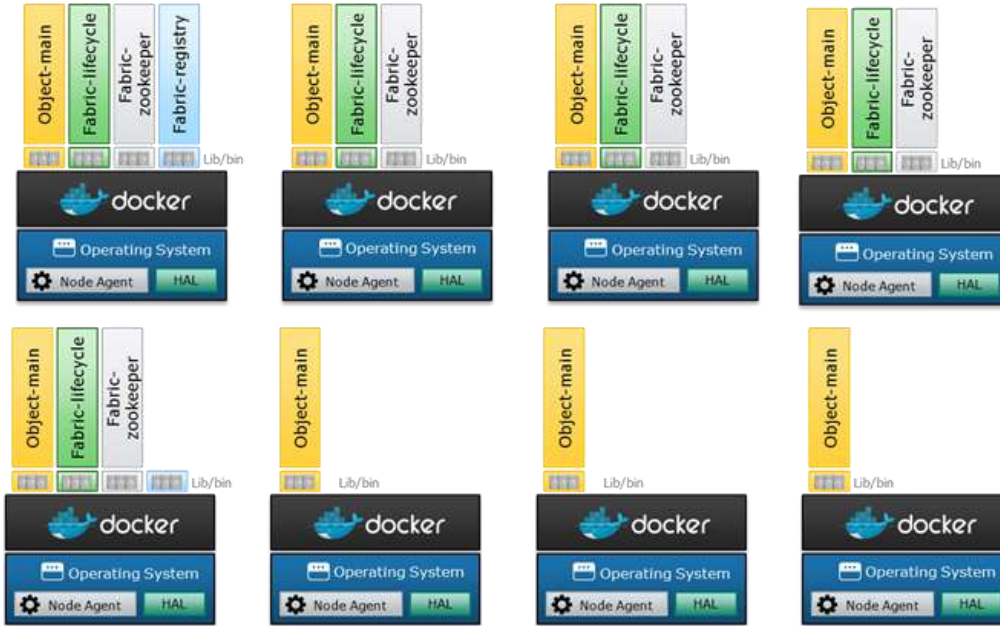 Object-main
Fabric-lifecycle
Fabric-
zookeeper
Fabric-registry
Lib/bin
docker
Operating System
Node Agent
HAL
Object-main
Fabric-lifecycle
Fabric-
zookeeper
Lib/bin
docker
Operating System
Node Agent
HAL
Object-main
Fabric-lifecycle
Fabric-
zookeeper
Lib/bin
docker
Operating System
Node Agent
HAL
Object-main
Fabric-lifecycle
Fabric-
zookeeper
Lib/bin
docker
Operating System
Node Agent
HAL
Object-main
Fabric-lifecycle
Fabric-
zookeeper
Lib/bin
docker
Operating System
Node Agent
HAL
Object-main
Lib/bin
docker
Operating System
Node Agent
HAL
Object-main
Lib/bin
docker
Operating System
Node Agent
HAL
Object-main
Lib/bin
docker
Operating System
Node Agent
HAL